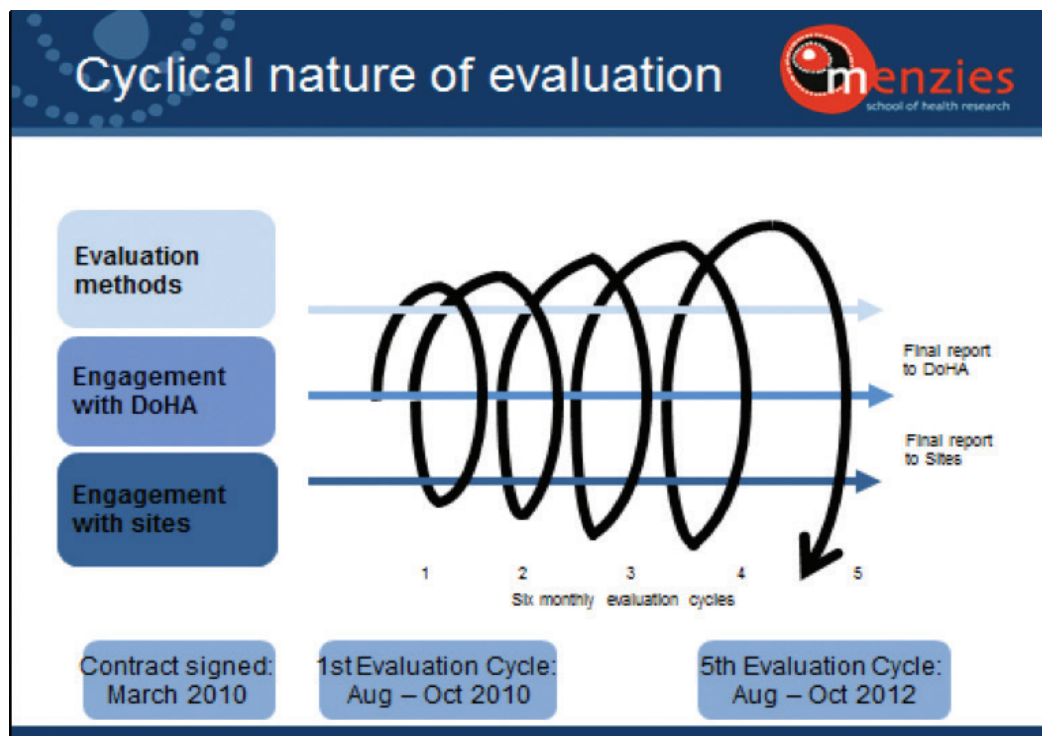 Cyclical nature of evaluation
menzies
school of health research
Evaluation
methods
Engagement
with DoHA
Engagement
with sites
Final report
to DoHA
Final report
to Sites
1 2 3 4 5
Six monthly evaluation cycles
Contract signed:
March 2010
1st Evaluation Cycle:
Aug – Oct 2010
5th Evaluation Cycle:
Aug – Oct 2012